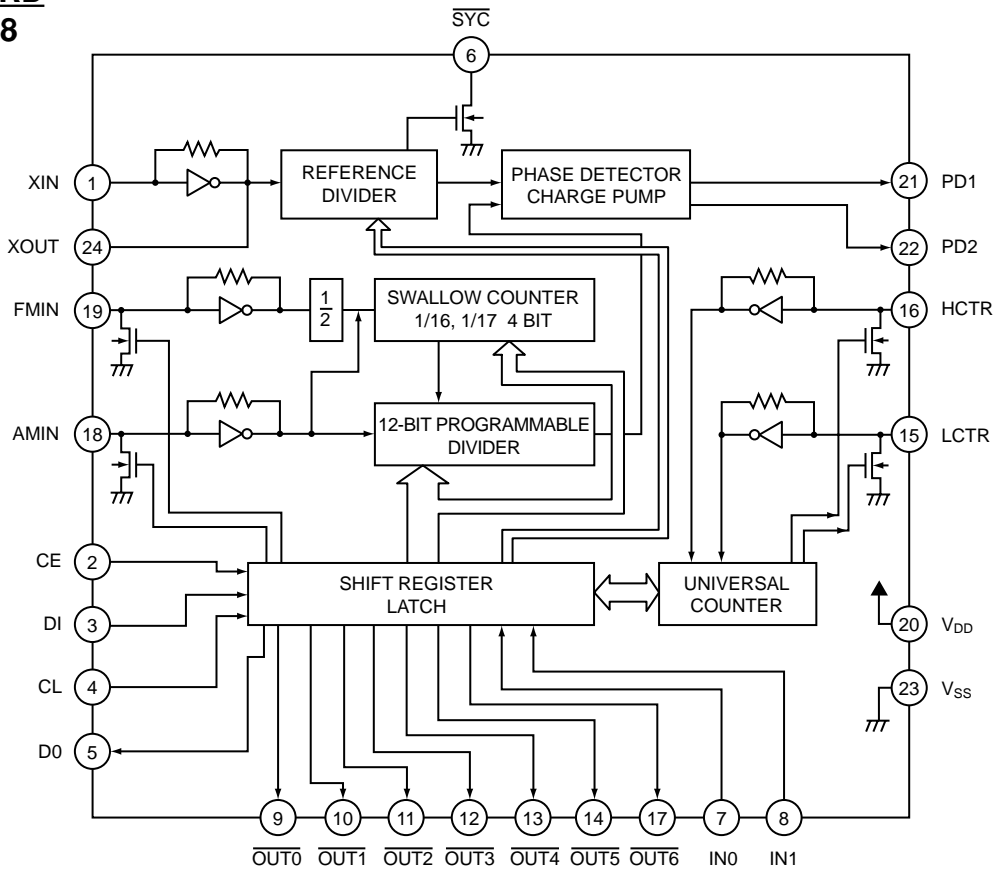 8
SYC
6
XIN
1
REFERENCE
DIVIDER
PHASE DETECTOR
CHARGE PUMP
21
PD1
XOUT
24
22
PD2
FMIN
19
1
2
SWALLOW COUNTER
1/16, 1/17 4 BIT
16
HCTR
AMIN
18
12-BIT PROGRAMMABLE
DIVIDER
15
LCTR
CE
2
SHIFT REGISTER
LATCH
UNIVERSAL
COUNTER
DI
3
20
VDD
CL
4
23
VSS
D0
5
9
10
11
12
13
14
17
7
8
OUT0
OUT1
OUT2
OUT3
OUT4
OUT5
OUT6
IN0
IN1